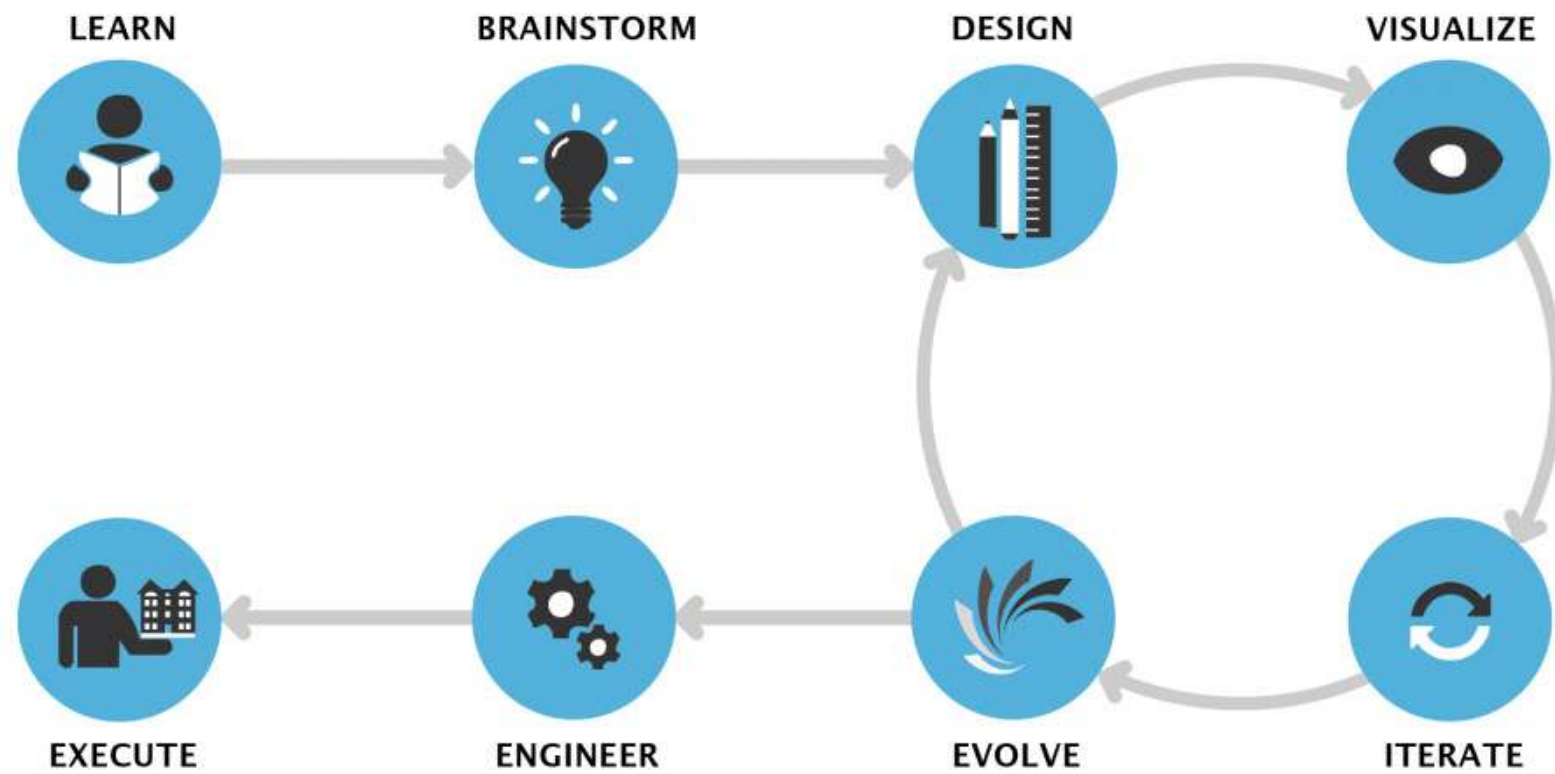 LEARN
BRAINSTORM
DESIGN
VISUALIZE
EXECUTE
ENGINEER
EVOLVE
ITERATE